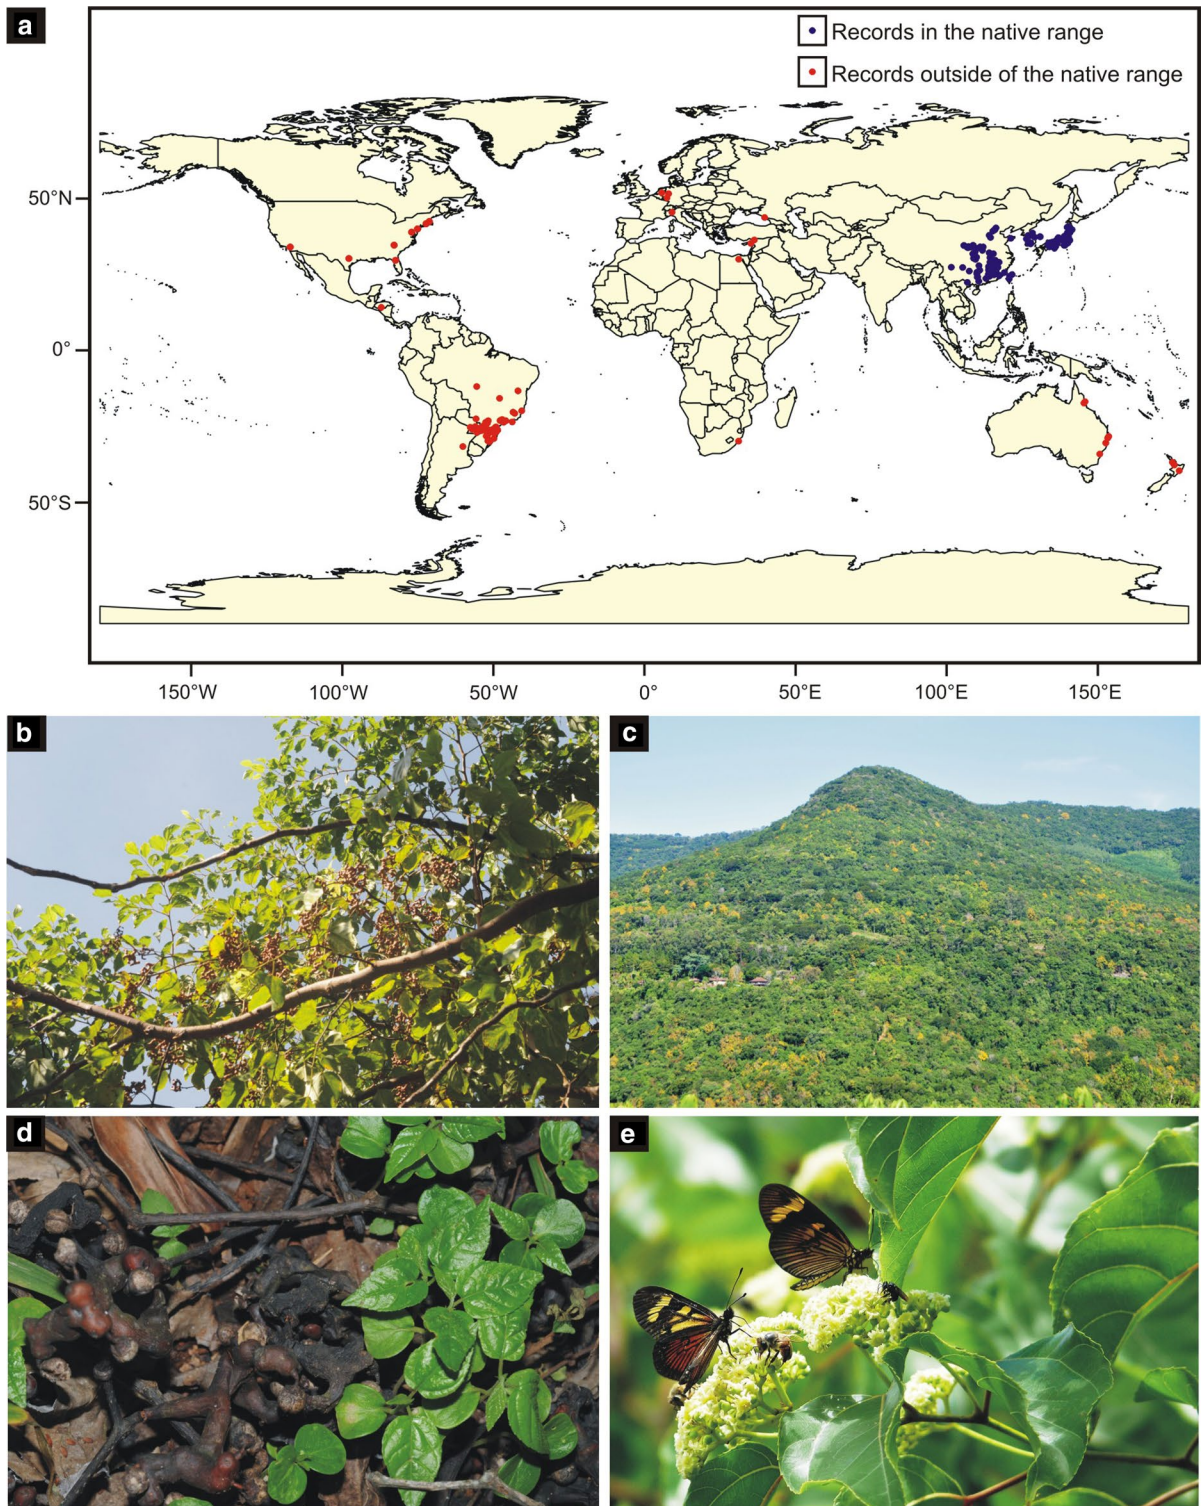 a
Records in the native range
Records outside of the native range
50°N
0°
50°S
150°W
100°W
50°W
0°
50°E
100°E
150°E
b
c
d
e